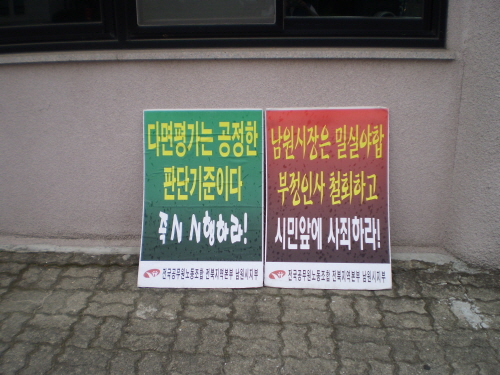 다면평가는 공정한
판단기준이다
즉시 시행하라!
전국공무원노동조합 전북지역본부 남원시지부
남원시장은 밀실야합
부정인사 철회하고
시민앞에 사죄하라!
전국공무원노동조합 전북지역본부 남원시지부